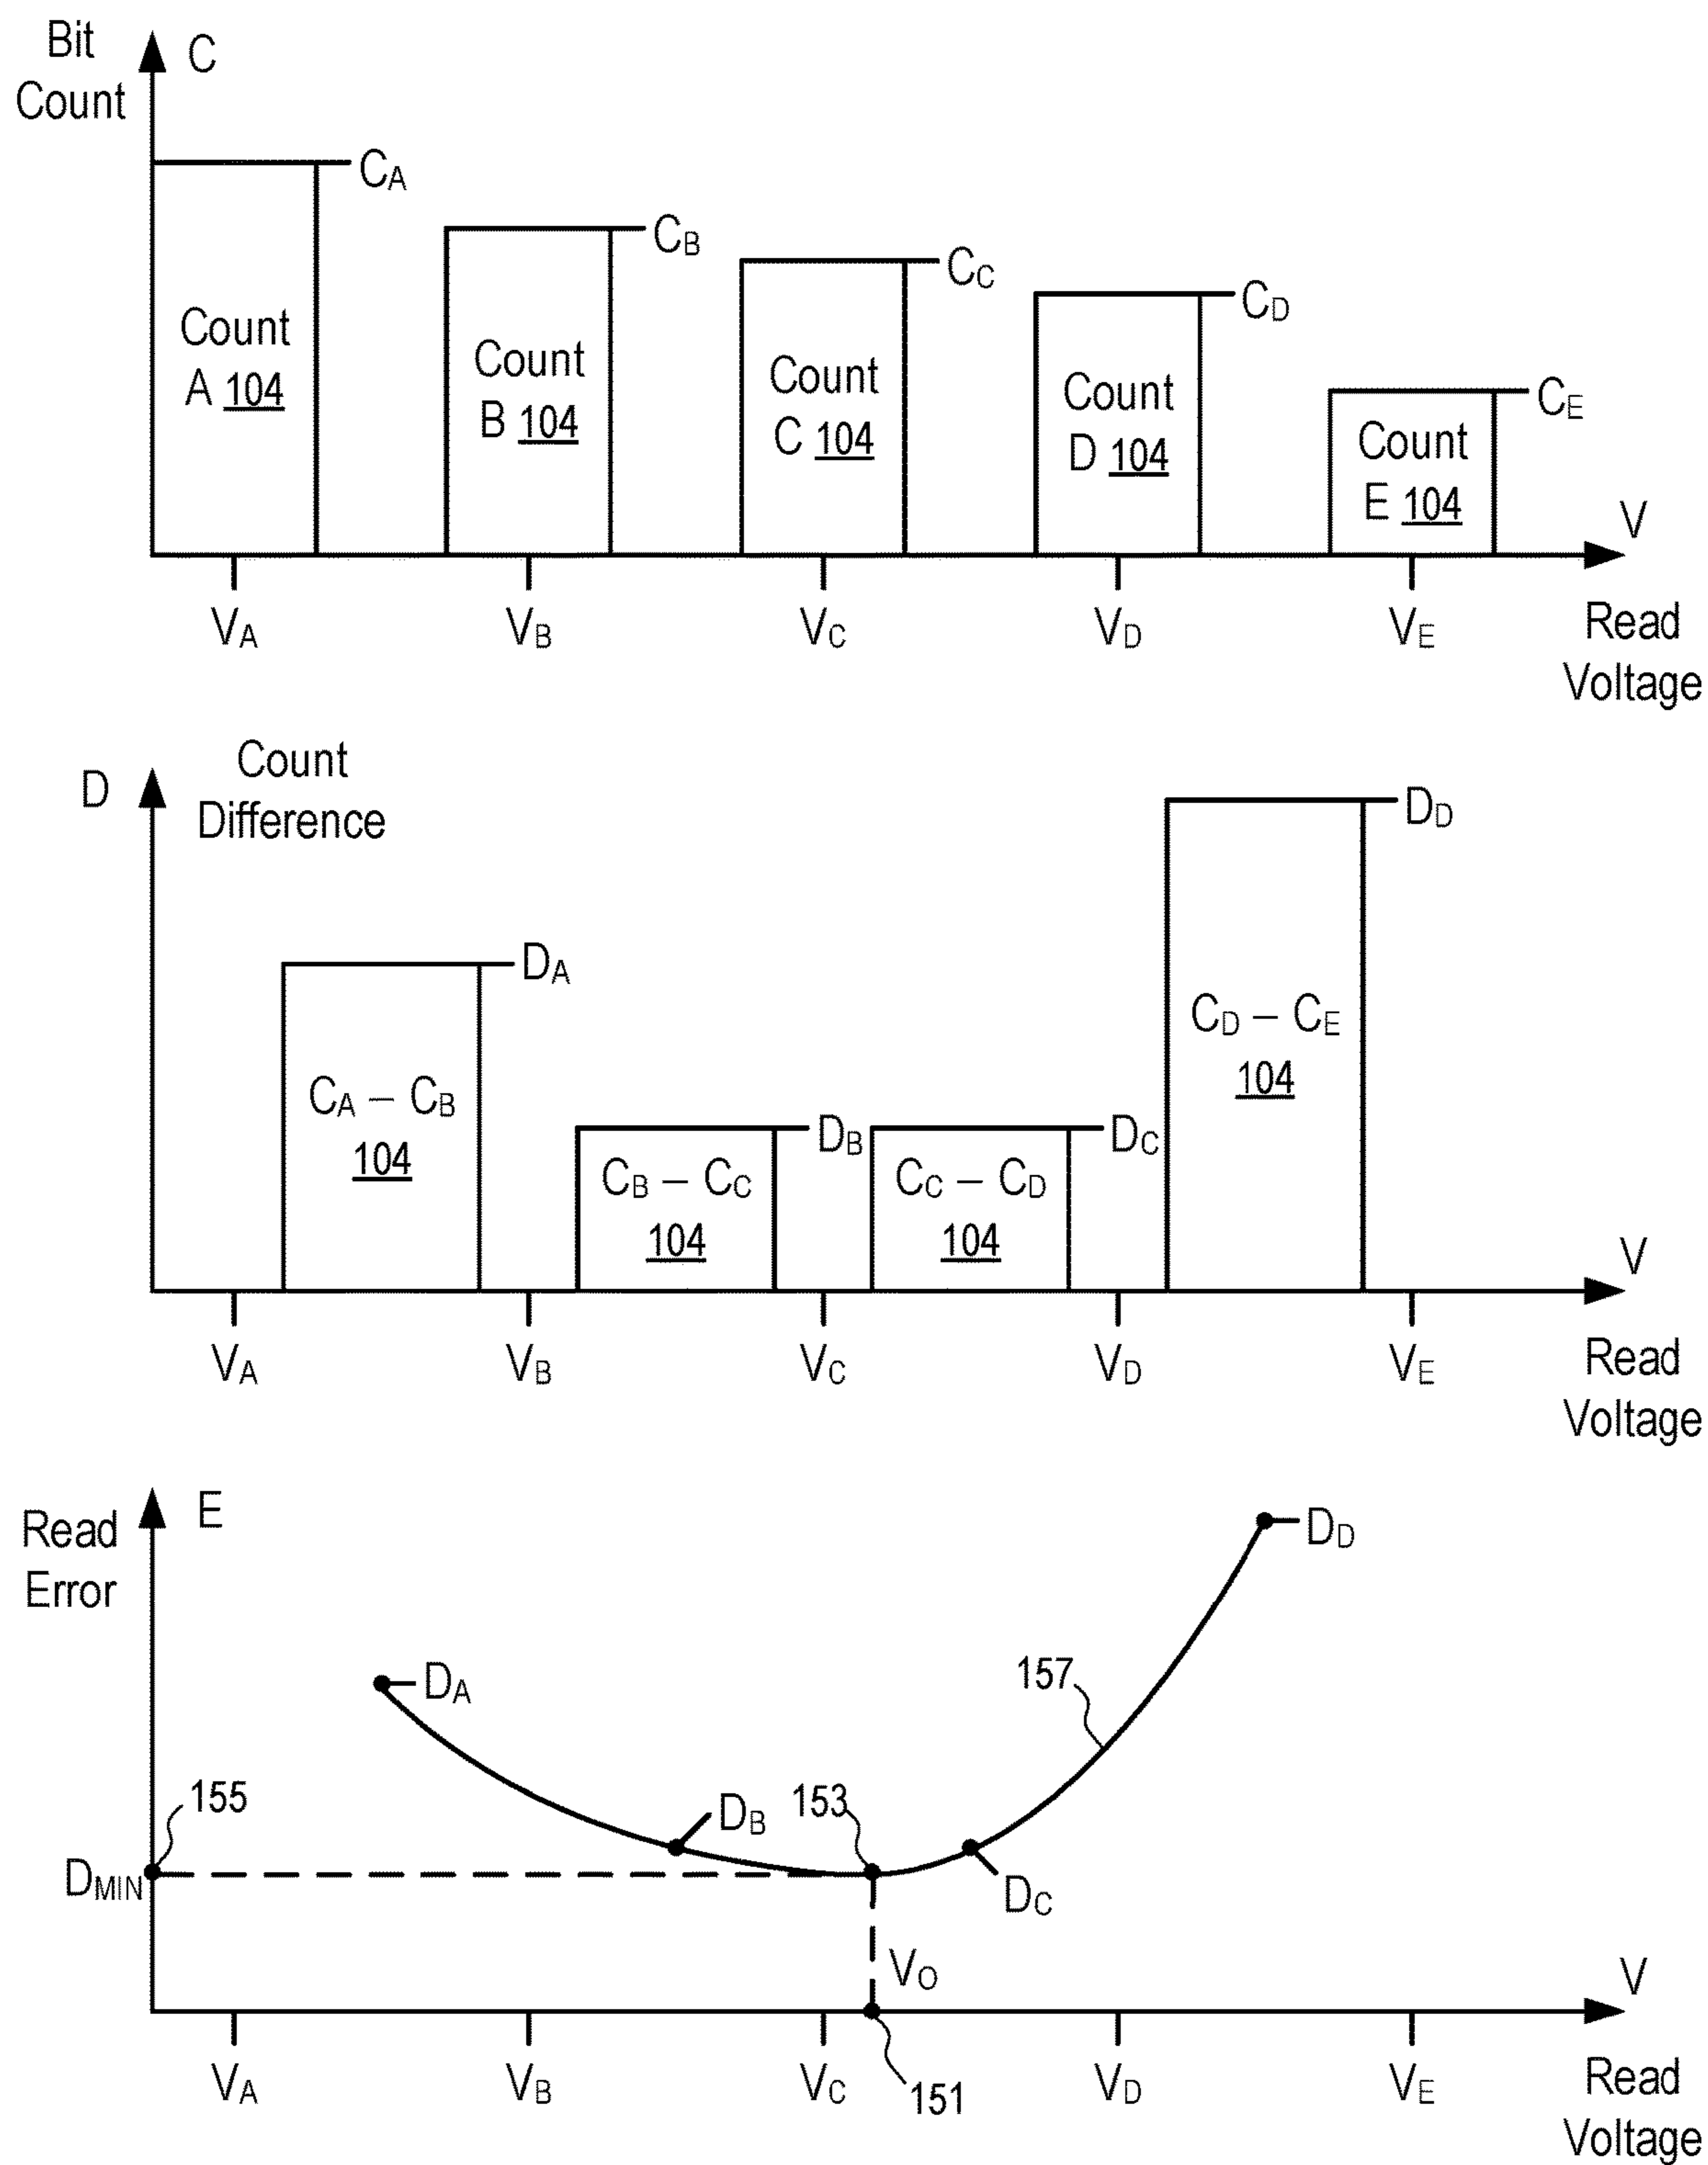 Bit
Count
C
CA
CB
CC
CD
CE
Count
A 104
Count
B 104
Count
C 104
Count
D 104
Count
E 104
V
VA
VB
VC
VD
VE
Read
Voltage
D
Count
Difference
DD
DA
CD – CE
104
CA – CB
104
DB
DC
CB – CC
104
CC – CD
104
V
VA
VB
VC
VD
VE
Read
Voltage
Read
Error
E
DD
DA
157
155
DB
153
DMIN
DC
VO
V
VA
VB
VC
151
VD
VE
Read
Voltage